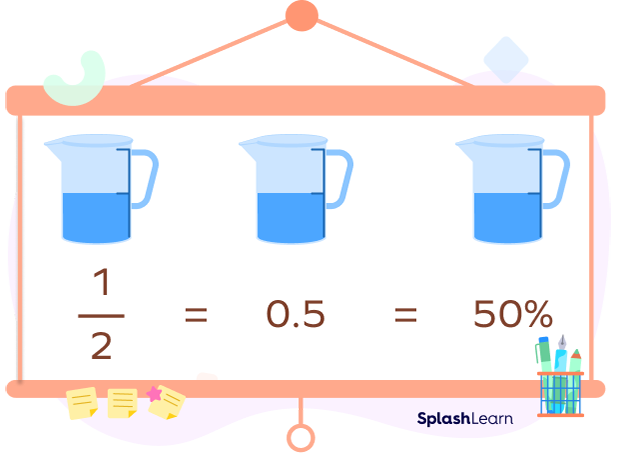 1
2
= 0.5 = 50%
SplashLearn